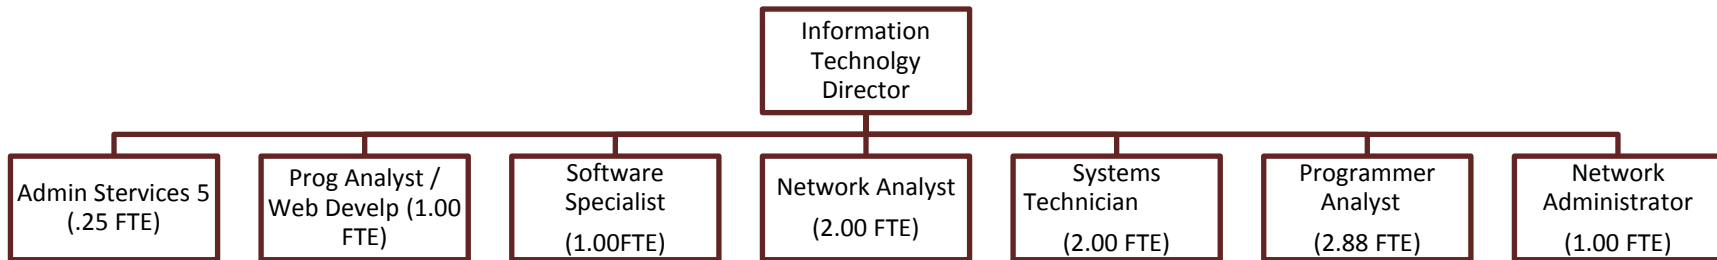 Information
Technolgy
Director
Admin Stervices 5
(.25 FTE)
Prog Analyst /
Web Develp (1.00
FTE)
Software
Specialist
(1.00FTE)
Network Analyst
(2.00 FTE)
Systems
Technician
(2.00 FTE)
Programmer
Analyst
(2.88 FTE)
Network
Administrator
(1.00 FTE)